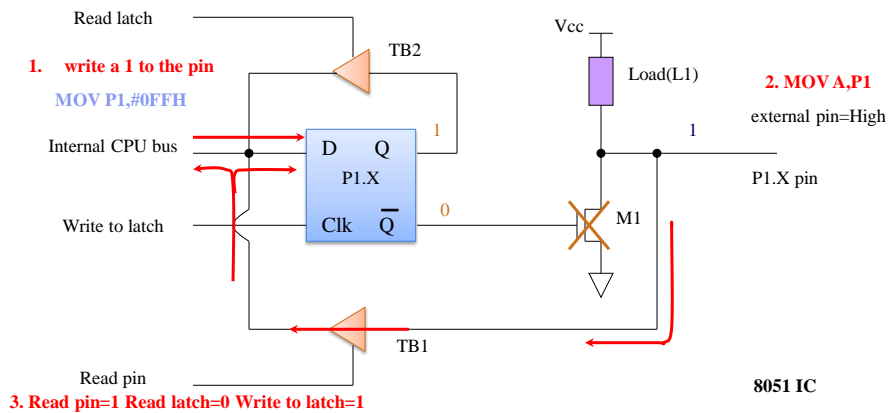 Read latch
Vcc
TB2
1. write a 1 to the pin
Load(L1)
2. MOV A,P1
MOV P1,#0FFH
external pin=High
1
1
Internal CPU bus
D Q
P1.X
P1.X pin
0
M1
Write to latch
Clk Q
TB1
Read pin
8051 IC
3. Read pin=1 Read latch=0 Write to latch=1